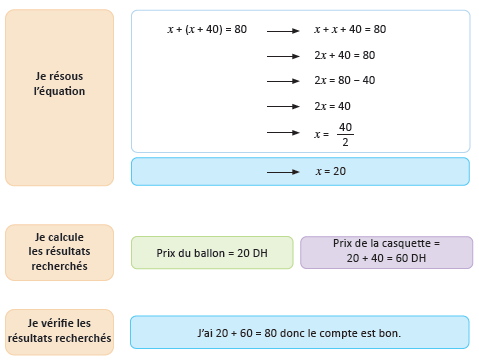 Je résous
l'équation
x + (x + 40) = 80 → x + x + 40 = 80
→ 2x + 40 = 80
→ 2x = 80 – 40
→ 2x = 40
→ x = 40/2
→ x = 20
Je calcule
les résultats
recherchés
Prix du ballon = 20 DH
Prix de la casquette =
20 + 40 = 60 DH
Je vérifie les
résultats recherchés
J'ai 20 + 60 = 80 donc le compte est bon.